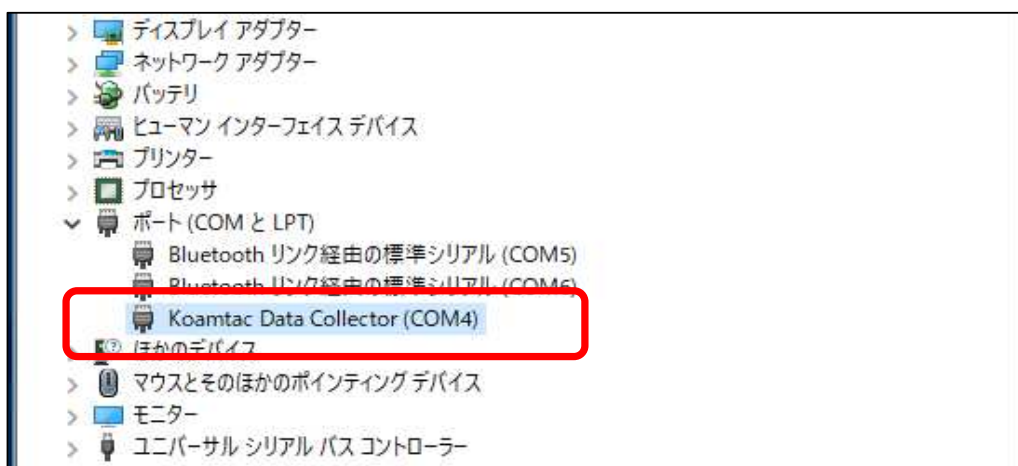 ディスプレイ アダプター
ネットワーク アダプター
バッテリ
ヒューマン インターフェイス デバイス
プリンター
プロセッサ
ポート (COM と LPT)
Bluetooth リンク経由の標準シリアル (COM5)
Bluetooth リンク経由の標準シリアル (COM6)
Koamtac Data Collector (COM4)
ほかのデバイス
マウスとそのほかのポインティング デバイス
モニター
ユニバーサル シリアル バス コントローラー